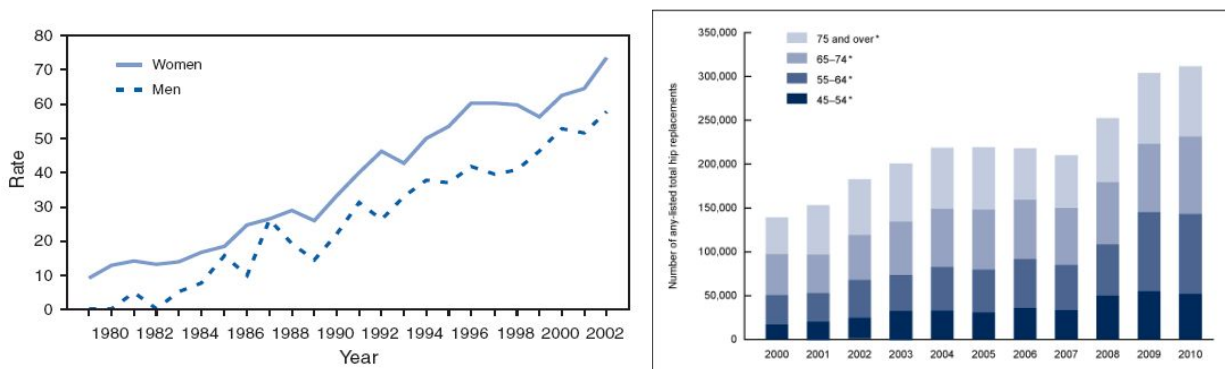 80
70
60
50
40
30
20
10
0
Rate
Women
Men
1980 1982 1984 1986 1988 1990 1992 1994 1996 1998 2000 2002
Year
350,000
300,000
250,000
200,000
150,000
100,000
50,000
0
Number of any-listed total hip replacements
75 and over*
65–74*
55–64*
45–54*
2000 2001 2002 2003 2004 2005 2006 2007 2008 2009 2010